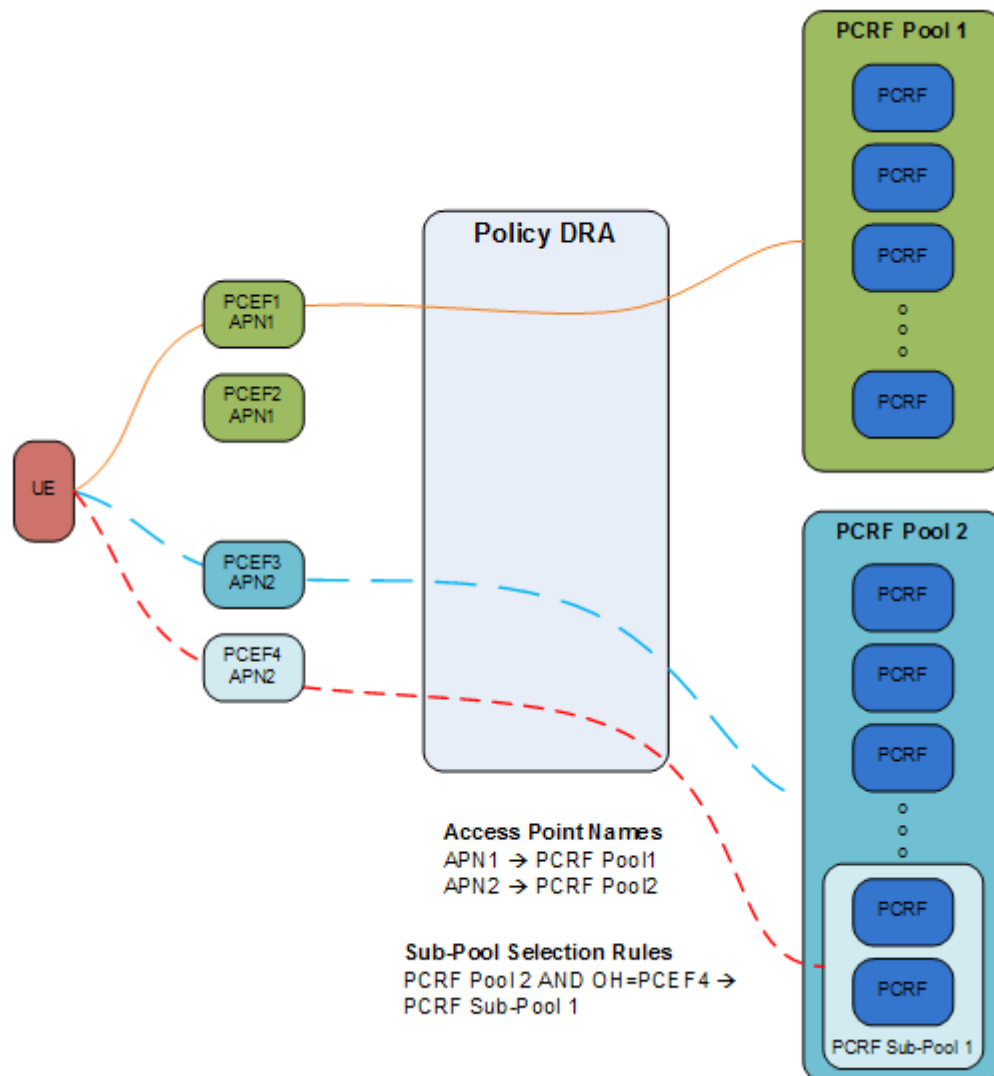 PCRF Pool 1
PCRF
PCRF
PCRF
o
o
o
PCRF
Policy DRA
PCEF1
APN1
PCEF2
APN1
UE
PCEF3
APN2
PCEF4
APN2
PCRF Pool 2
PCRF
PCRF
PCRF
o
o
o
PCRF
PCRF
PCRF Sub-Pool 1
Access Point Names
APN1 → PCRF Pool1
APN2 → PCRF Pool2
Sub-Pool Selection Rules
PCRF Pool 2 AND OH=PCEF4 →
PCRF Sub-Pool 1